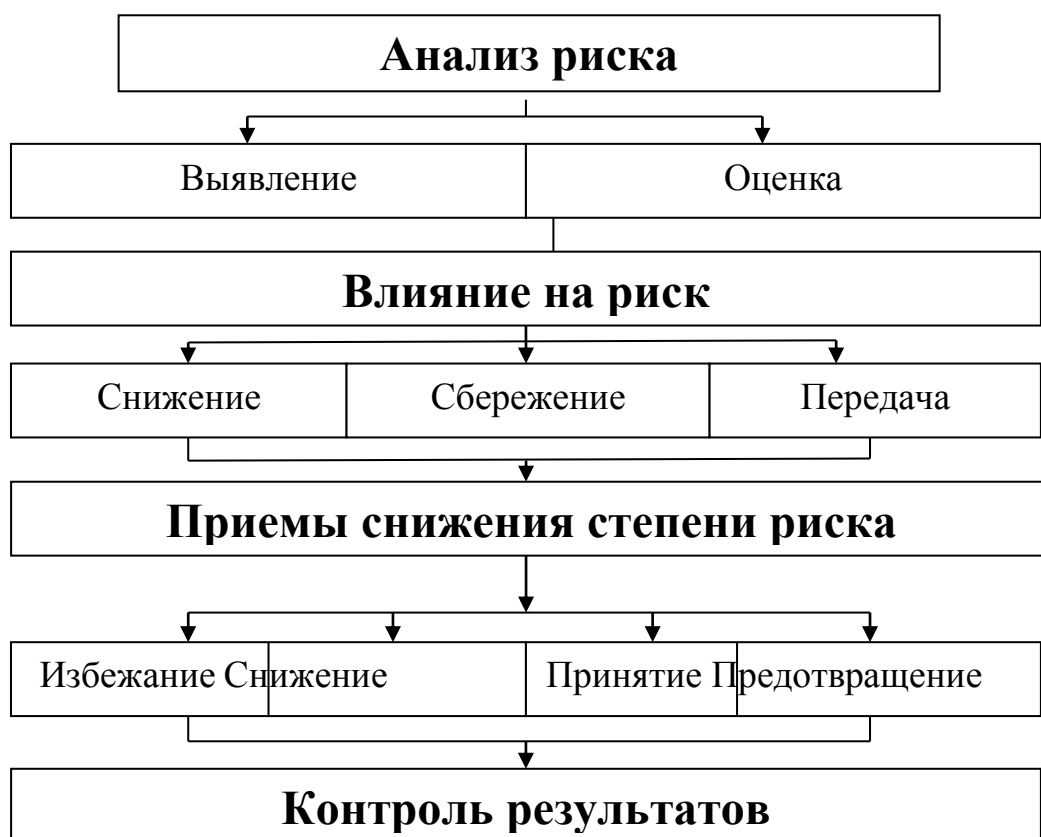 Анализ риска
Выявление Оценка
Влияние на риск
Снижение Сбережение Передача
Приемы снижения степени риска
Избежание Снижение Принятие Предотвращение
Контроль результатов